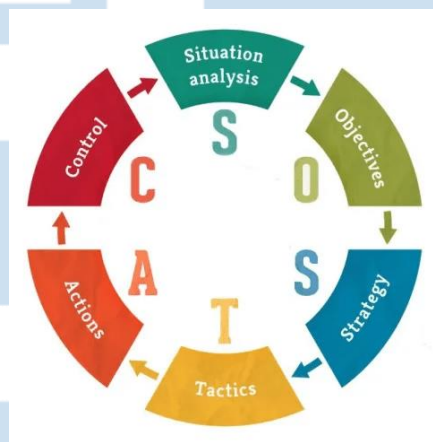 Situation
analysis
S
Objectives
O
Strategy
S
Tactics
T
Actions
A
Control
C